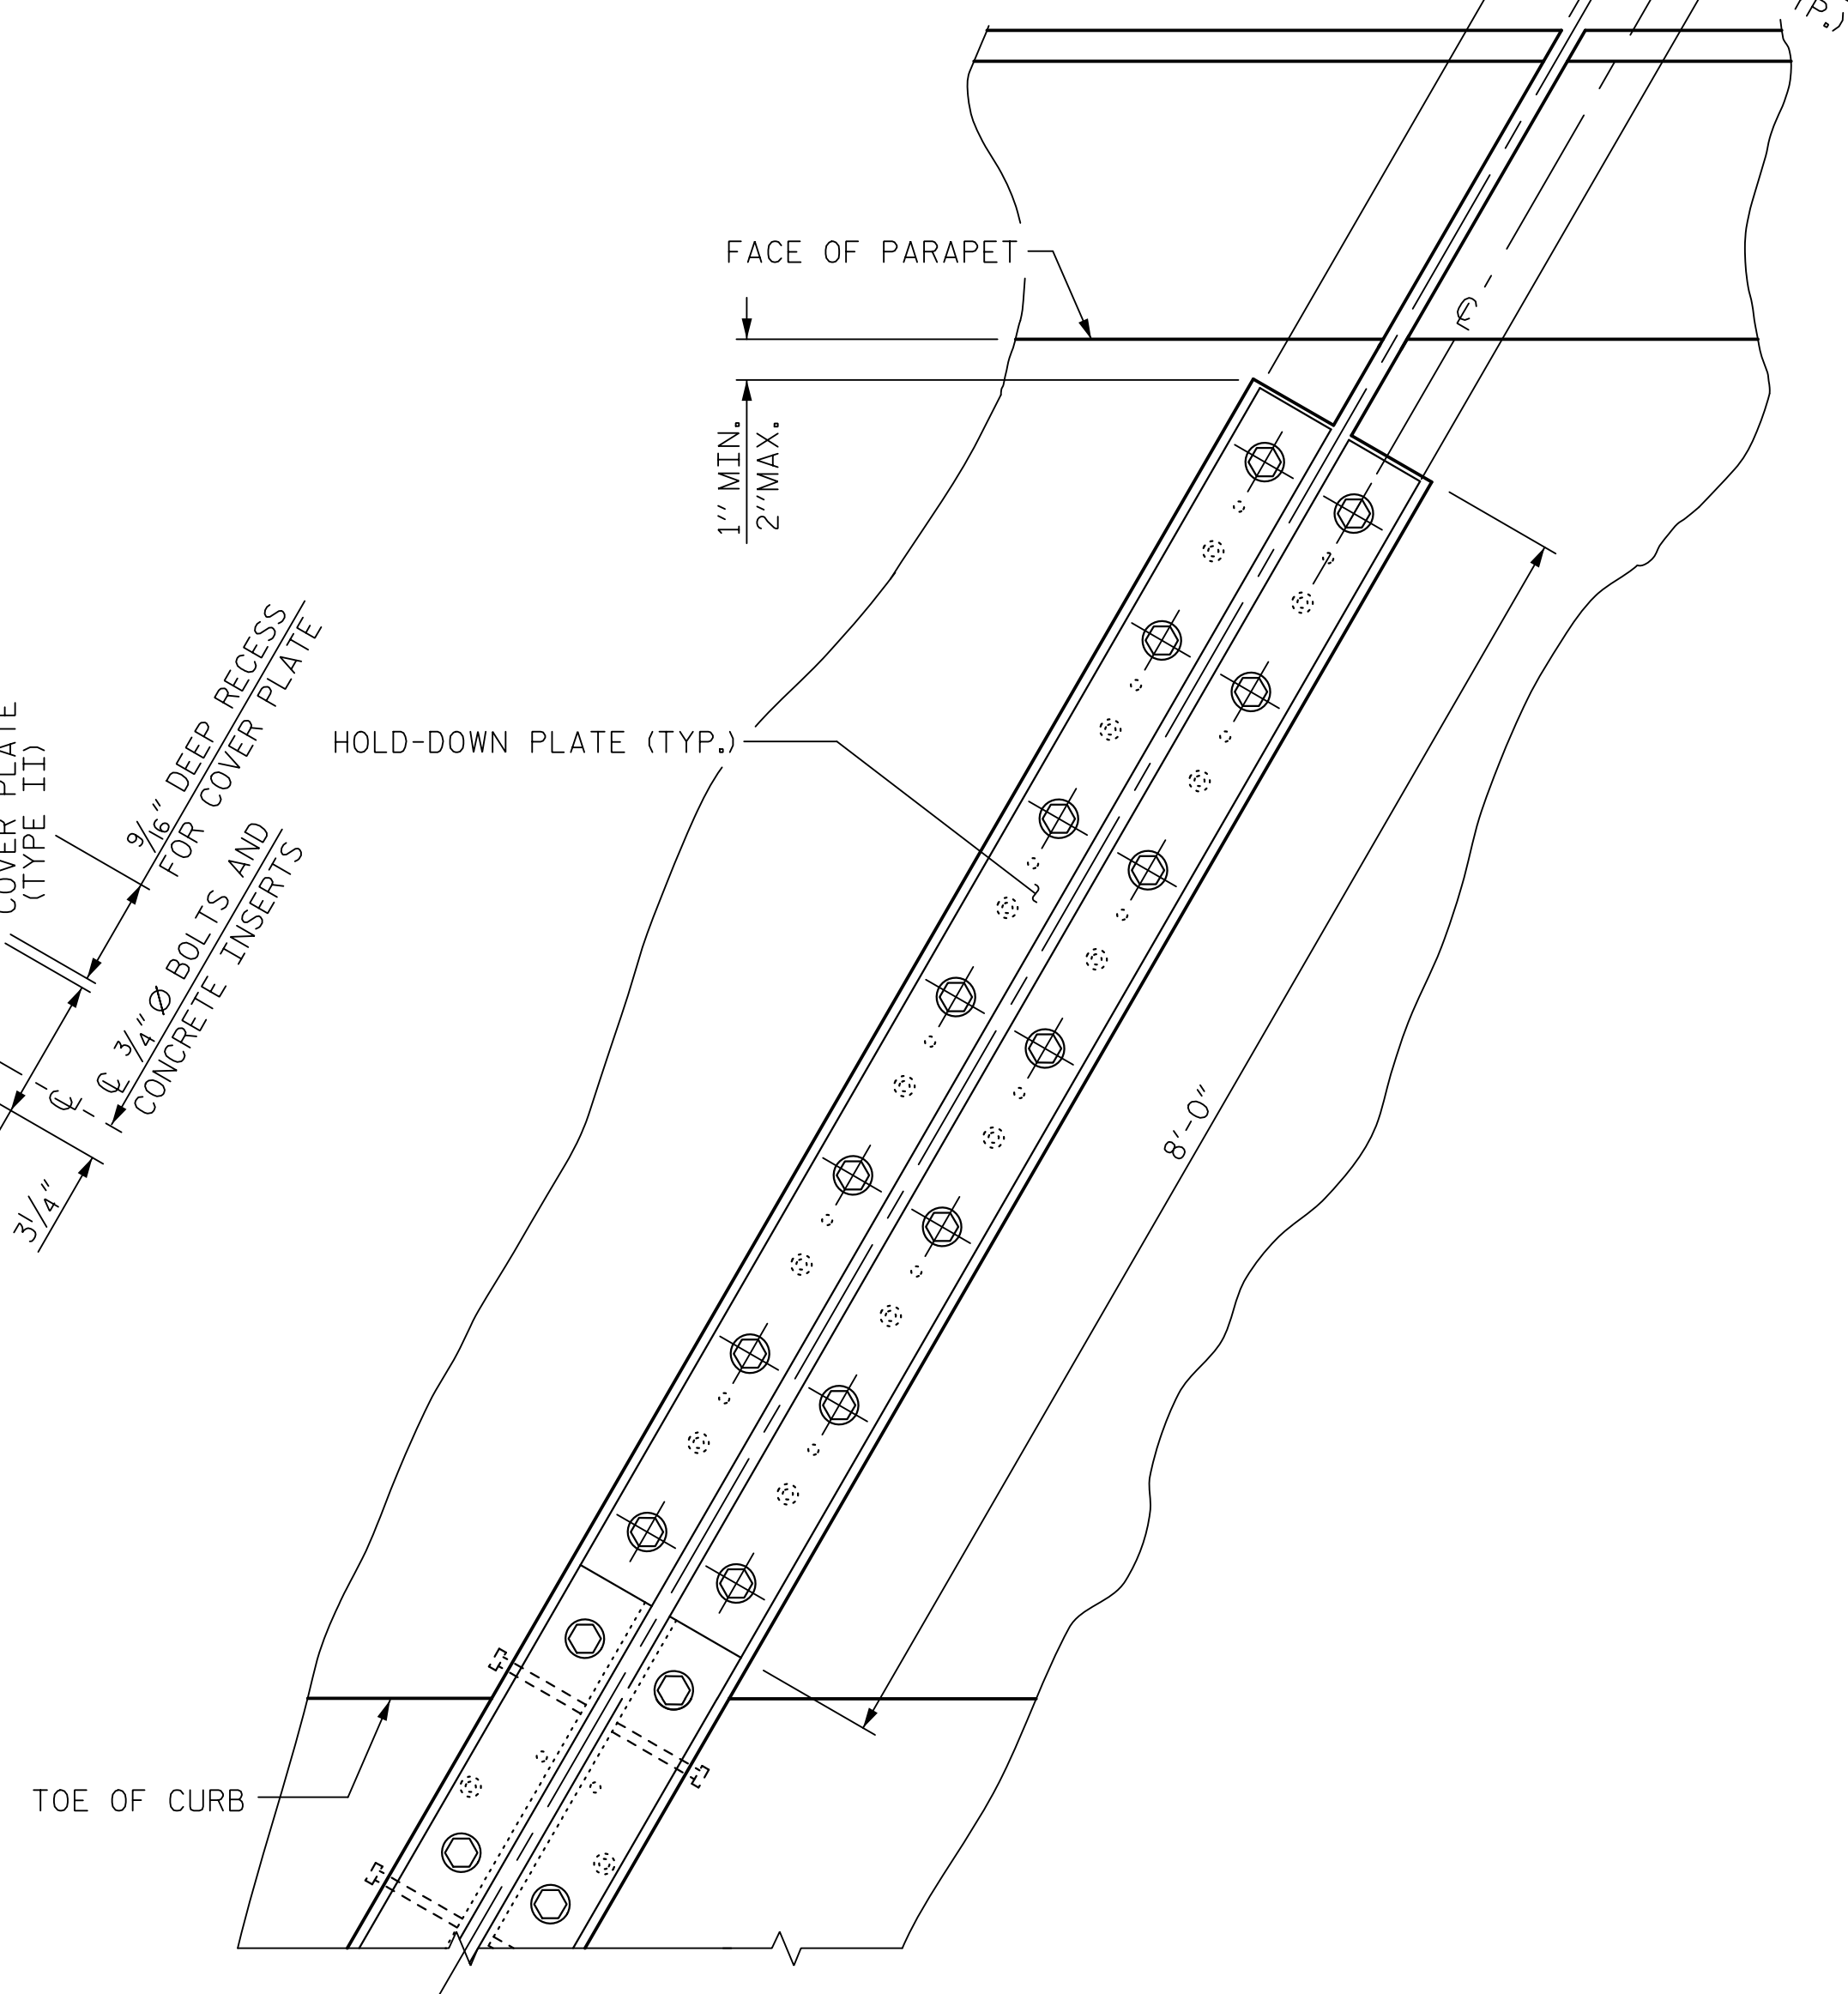 FACE OF PARAPET
1" MIN.
2" MAX.
HOLD-DOWN PLATE (TYP.)
COVER PLATE
(TYPE II)
9/16" DEEP RECESS
FOR COVER PLATE
℄ 3/4" Ø BOLTS AND
CONCRETE INSERTS
℄
℄
3 1/4"
8'-0"
TOE OF CURB